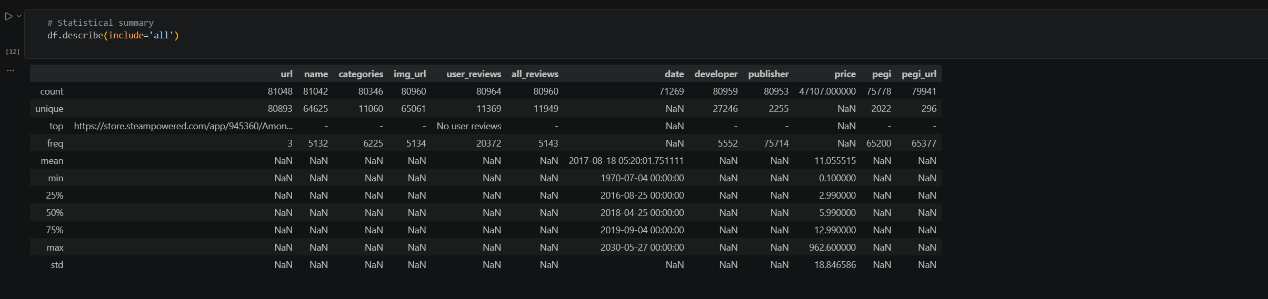 # Statistical summary
df.describe(include='all')
[12]
...
url name categories img_url user_reviews all_reviews date developer publisher price pegi pegi_url
count 81048 81042 80346 80960 80964 80960 71269 80959 80953 47107.000000 75778 79941
unique 80893 64625 11060 65061 11369 11949 NaN 27246 2255 NaN 2022 296
top https://store.steampowered.com/app/945360/Amon... - - - No user reviews - NaN - - NaN - -
freq 3 5132 6225 5134 20372 5143 NaN 5552 75714 NaN 65200 65377
mean NaN NaN NaN NaN NaN NaN 2017-08-18 05:20:01.751111 NaN NaN 11.055515 NaN NaN
min NaN NaN NaN NaN NaN NaN 1970-07-04 00:00:00 NaN NaN 0.100000 NaN NaN
25% NaN NaN NaN NaN NaN NaN 2016-08-25 00:00:00 NaN NaN 2.990000 NaN NaN
50% NaN NaN NaN NaN NaN NaN 2018-04-25 00:00:00 NaN NaN 5.990000 NaN NaN
75% NaN NaN NaN NaN NaN NaN 2019-09-04 00:00:00 NaN NaN 12.990000 NaN NaN
max NaN NaN NaN NaN NaN NaN 2030-05-27 00:00:00 NaN NaN 962.600000 NaN NaN
std NaN NaN NaN NaN NaN NaN NaN NaN NaN 18.846586 NaN NaN